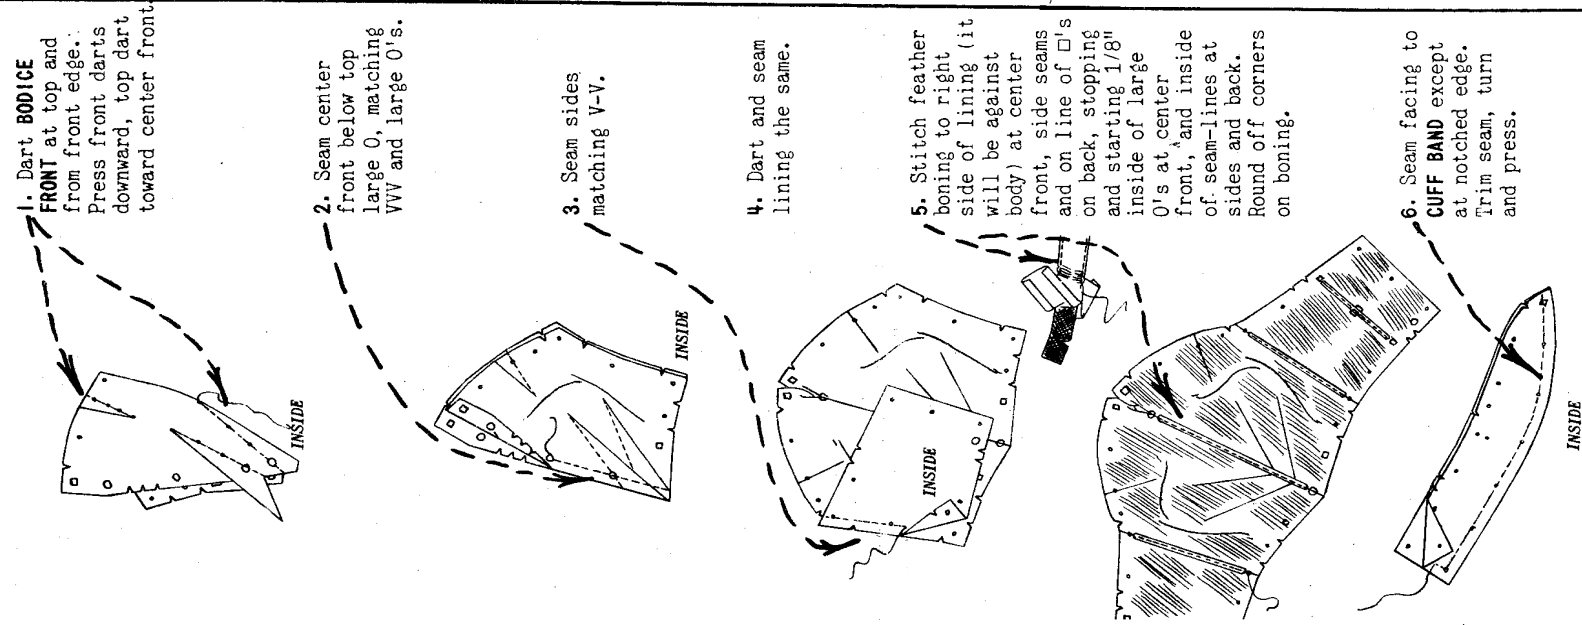 1. Dart BODICE
FRONT at top and
from front edge.
Press front darts
downward, top dart
toward center front.
INSIDE
2. Seam center
front below top
large O, matching
VVV and large O's.
INSIDE
3. Seam sides
matching V-V.
INSIDE
4. Dart and seam
lining the same.
5. Stitch feather
boning to right
side of lining (it
will be against
body) at center
front, side seams
and on line of □'s
on back, stopping
and starting 1/8"
inside of large
O's at center
front, and inside
of seam-lines at
sides and back.
Round off corners
on boning.
6. Seam facing to
CUFF BAND except
at notched edge.
Trim seam, turn
and press.
INSIDE